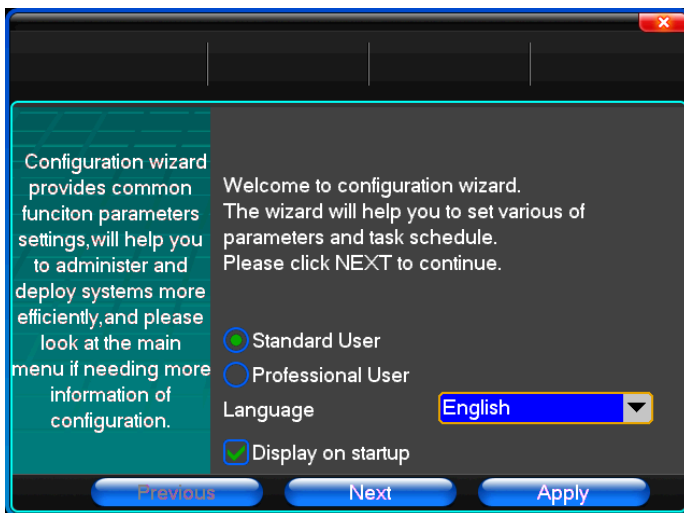 Configuration wizard
provides common
funciton parameters
settings,will help you
to administer and
deploy systems more
efficiently,and please
look at the main
menu if needing more
information of
configuration.
Welcome to configuration wizard.
The wizard will help you to set various of
parameters and task schedule.
Please click NEXT to continue.
Standard User
Professional User
Language English
Display on startup
Previous Next Apply